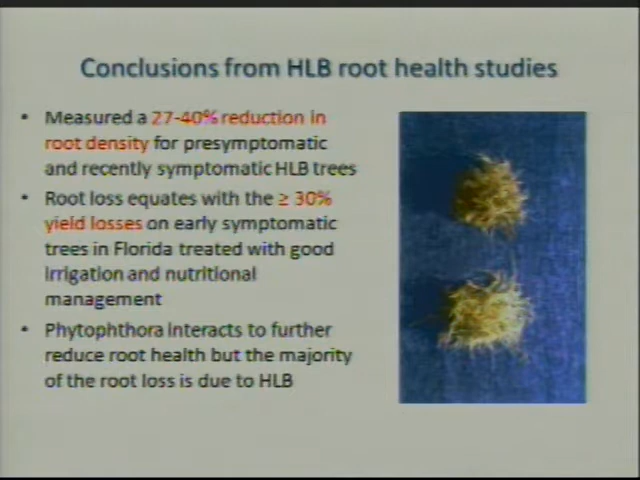 Conclusions from HLB root health studies
• Measured a 27-40% reduction in
root density for presymptomatic
and recently symptomatic HLB trees
• Root loss equates with the ≥ 30%
yield losses on early symptomatic
trees in Florida treated with good
irrigation and nutritional
management
• Phytophthora interacts to further
reduce root health but the majority
of the root loss is due to HLB